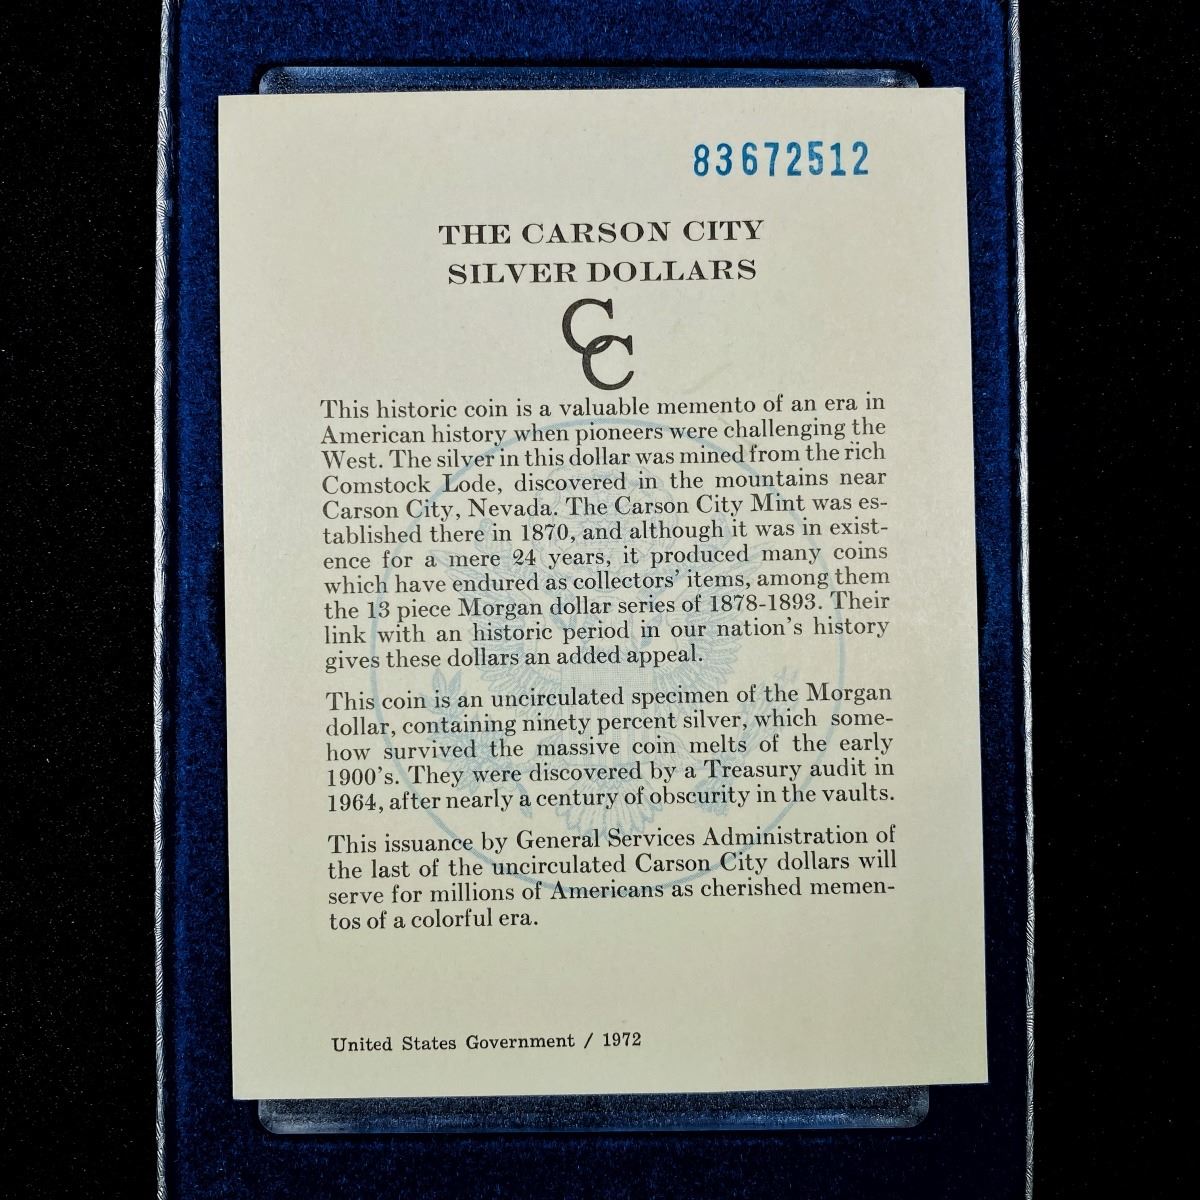 83672512
THE CARSON CITY
SILVER DOLLARS
CC
This historic coin is a valuable memento of an era in
American history when pioneers were challenging the
West. The silver in this dollar was mined from the rich
Comstock Lode, discovered in the mountains near
Carson City, Nevada. The Carson City Mint was es-
tablished there in 1870, and although it was in exist-
ence for a mere 24 years, it produced many coins
which have endured as collectors' items, among them
the 13 piece Morgan dollar series of 1878-1893. Their
link with an historic period in our nation's history
gives these dollars an added appeal.
This coin is an uncirculated specimen of the Morgan
dollar, containing ninety percent silver, which some-
how survived the massive coin melts of the early
1900's. They were discovered by a Treasury audit in
1964, after nearly a century of obscurity in the vaults.
This issuance by General Services Administration of
the last of the uncirculated Carson City dollars will
serve for millions of Americans as cherished memen-
tos of a colorful era.
United States Government / 1972